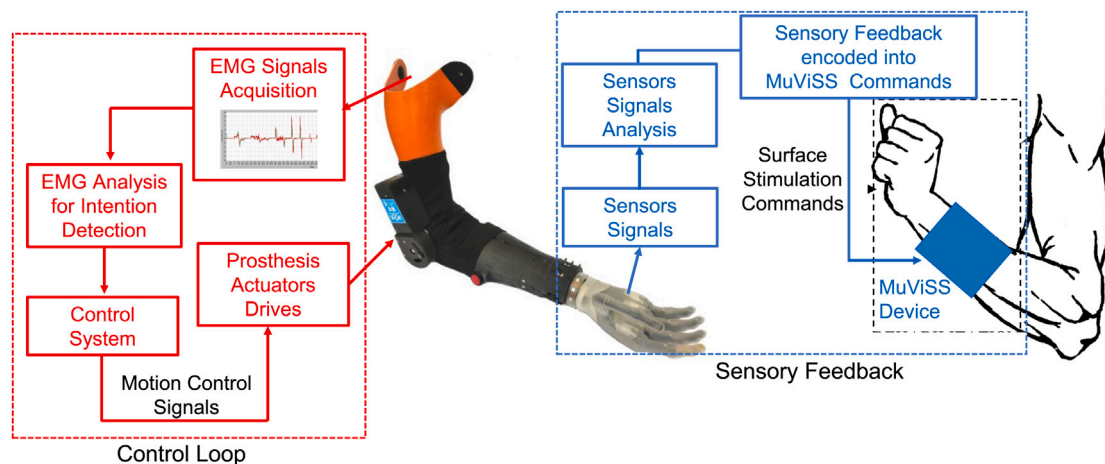 EMG Signals
Acquisition
EMG Analysis
for Intention
Detection
Control
System
Prosthesis
Actuators
Drives
Motion Control
Signals
Control Loop
Sensors
Signals
Analysis
Sensors
Signals
Sensory Feedback
encoded into
MuViSS Commands
Surface
Stimulation
Commands
MuViSS
Device
Sensory Feedback